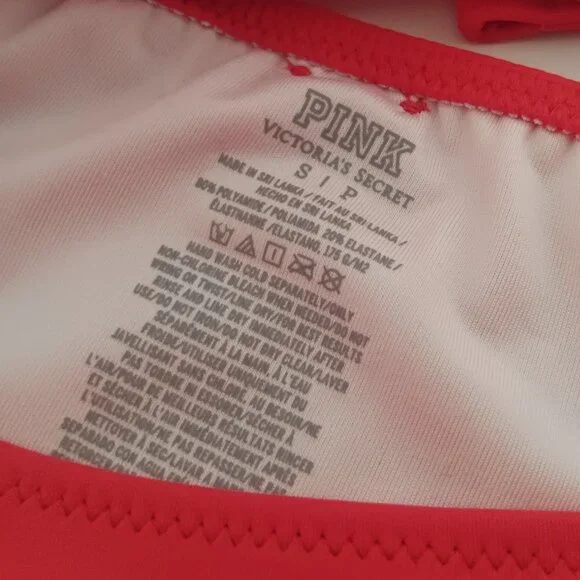 PINK
VICTORIA'S SECRET
S | P
MADE IN SRI LANKA / FAIT AU SRI LANKA /
HECHO EN SRI LANKA
80% POLYAMIDE / POLIAMIDA 20% ELASTANE /
ÉLASTHANNE / ELASTANO. 175 G/M2
HAND WASH COLD SEPARATELY/ONLY
NON-CHLORINE BLEACH WHEN NEEDED/DO NOT
WRING OR TWIST/LINE DRY/FOR BEST RESULTS
RINSE AND LINE DRY IMMEDIATELY AFTER
USE/DO NOT IRON/DO NOT DRY CLEAN/LAVER
SÉPARÉMENT À LA MAIN, À L'EAU
FROIDE/UTILISER UNIQUEMENT DU
JAVELLISANT SANS CHLORE, AU BESOIN/NE
PAS TORDRE NI ESSORER/SÉCHER À
L'AIR/POUR DE MEILLEURS RÉSULTATS RINCER
ET SÉCHER À L'AIR IMMÉDIATEMENT APRÈS
L'UTILISATION/NE PAS REPASSER/NE PAS
NETTOYER À SEC/LAVAR A MANO
SEPARADO CON AGUA
RETORCER